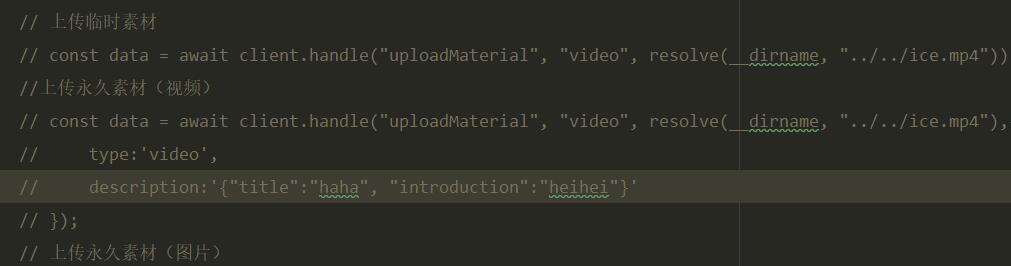 // 上传临时素材
// const data = await client.handle("uploadMaterial", "video", resolve(__dirname, "../../ice.mp4"))
//上传永久素材（视频）
// const data = await client.handle("uploadMaterial", "video", resolve(__dirname, "../../ice.mp4"),
//     type:'video',
//     description:'{"title":"haha", "introduction":"heihei"}'
// });
// 上传永久素材（图片）